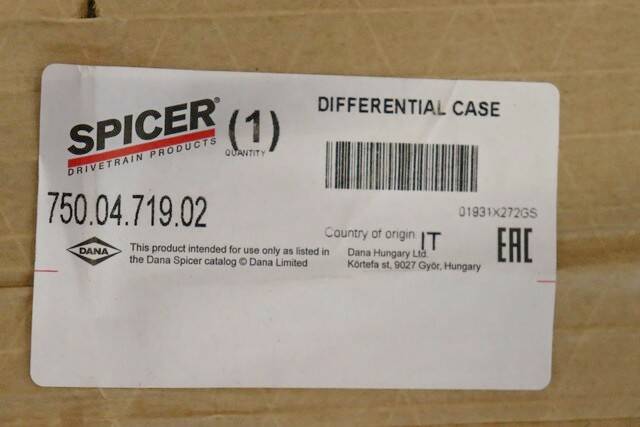 SPICER®
DRIVETRAIN PRODUCTS
(1)
QUANTITY
DIFFERENTIAL CASE
01931X272GS
750.04.719.02
DANA
This product intended for use only as listed in
the Dana Spicer catalog © Dana Limited
Country of origin IT
Dana Hungary Ltd.
Körtefa st, 9027 Györ, Hungary
EAC